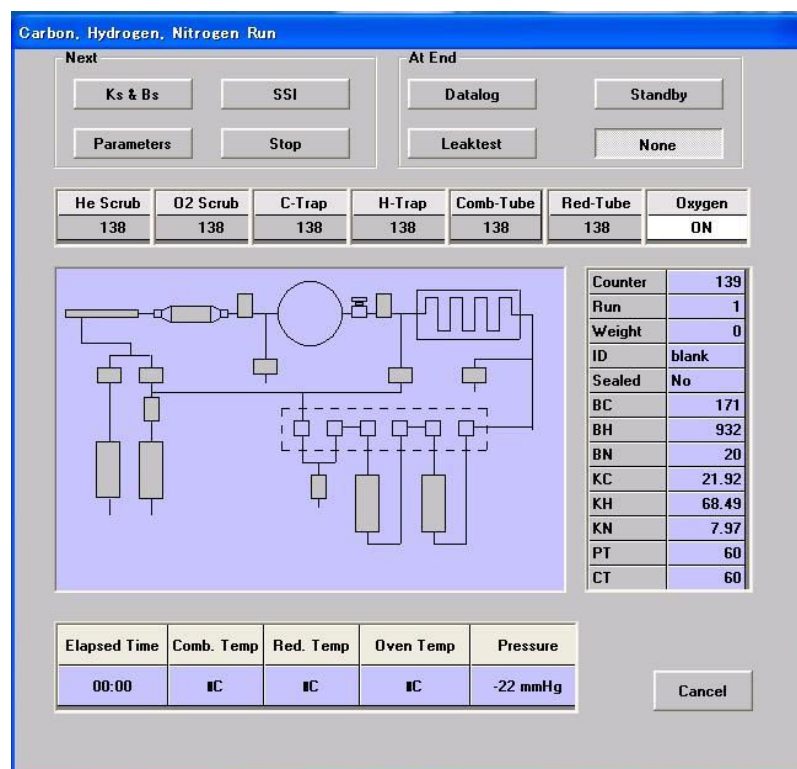 Carbon, Hydrogen, Nitrogen Run
Next
At End
Ks & Bs
SSI
Datalog
Standby
Parameters
Stop
Leaktest
None
He Scrub O2 Scrub C-Trap H-Trap Comb-Tube Red-Tube Oxygen
138 138 138 138 138 138 ON
Counter 139
Run 1
Weight 0
ID blank
Sealed No
BC 171
BH 932
BN 20
KC 21.92
KH 68.49
KN 7.97
PT 60
CT 60
Elapsed Time Comb. Temp Red. Temp Oven Temp Pressure
00:00 C C C -22 mmHg
Cancel